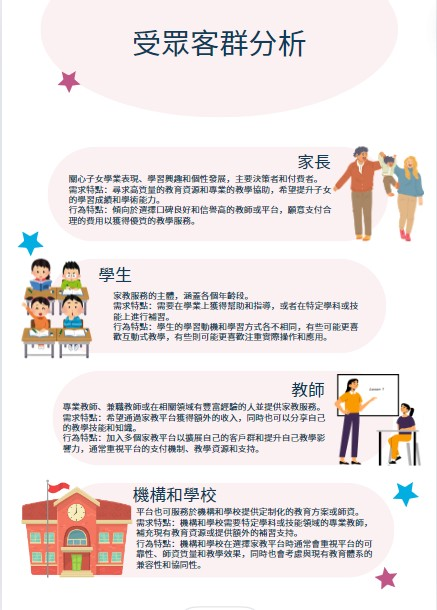 受眾客群分析
家長
關心子女學業表現、學習興趣和個性發展，主要決策者和付費者。
需求特點：尋求高質量的教育資源和專業的教學協助，希望提升子女
的學習成績和學術能力。
行為特點：傾向於選擇口碑良好和信譽高的教師或平台，願意支付合
理的費用以獲得優質的教學服務。
學生
家教服務的主體，涵蓋各個年齡段。
需求特點：需要在學業上獲得幫助和指導，或者在特定學科或技
能上進行補習。
行為特點：學生的學習動機和學習方式各不相同，有些可能更喜
歡互動式教學，有些則可能更喜歡注重實際操作和應用。
教師
專業教師、兼職教師或在相關領域有豐富經驗的人並提供家教服務。
需求特點：希望通過家教平台獲得額外的收入，同時也可以分享自己
的教學技能和知識。
行為特點：加入多個家教平台以擴展自己的客戶群和提升自己教學影
響力，通常重視平台的支付機制、教學資源和支持。
機構和學校
平台也可服務於機構和學校提供定制化的教育方案或師資。
需求特點：機構和學校需要特定學科或技能領域的專業教師，
補充現有教育資源或提供額外的補習支持。
行為特點：機構和學校在選擇家教平台時通常會重視平台的可
靠性、師資質量和教學效果，同時也會考慮與現有教育體系的
兼容性和協同性。